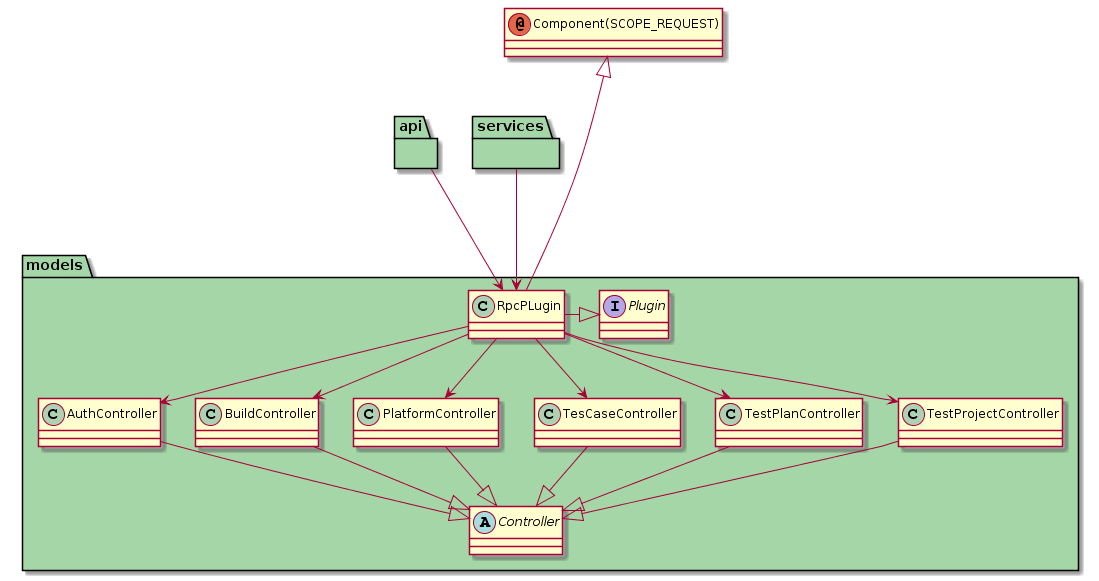 @ Component(SCOPE_REQUEST)
api
services
models
C RpcPLugin
I Plugin
C AuthController
C BuildController
C PlatformController
C TesCaseController
C TestPlanController
C TestProjectController
A Controller